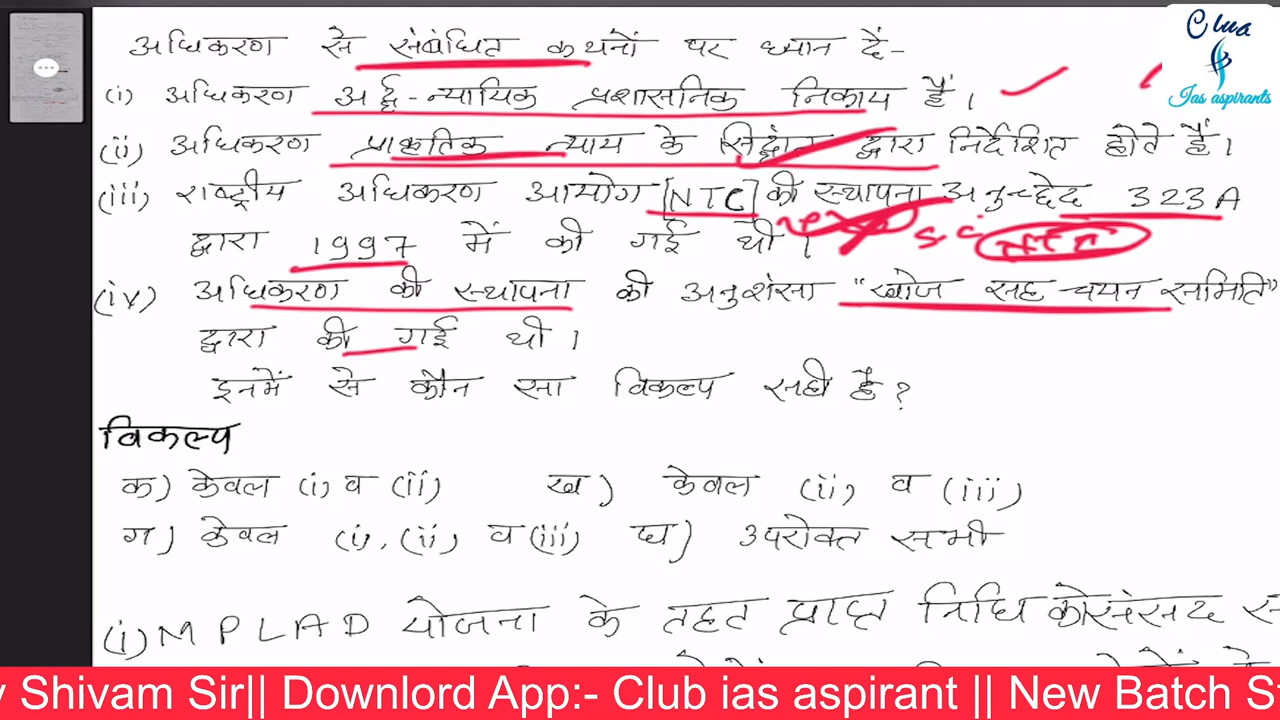 Club
Ias aspirants
अधिकरण से संबंधित कथनों पर ध्यान दें-
(i) अधिकरण अर्द्ध-न्यायिक प्रशासनिक निकाय हैं।
(ii) अधिकरण प्राकृतिक न्याय के सिद्धांत द्वारा निर्देशित होते हैं।
(iii) राष्ट्रीय अधिकरण आयोग [NTC] की स्थापना अनुच्छेद 323A
द्वारा 1997 में की गई थी।
(iv) अधिकरण की स्थापना की अनुशंसा "खोज सह चयन समिति"
द्वारा की गई थी।
इनमें से कौन सा विकल्प सही है?
विकल्प
क) केवल (i) व (ii) ख) केवल (ii) व (iii)
ग) केवल (i), (ii) व (iii) घ) उपरोक्त सभी
(i) MPLAD योजना के तहत प्राप्त निधि को संसद
y Shivam Sir|| Downlord App:- Club ias aspirant || New Batch S